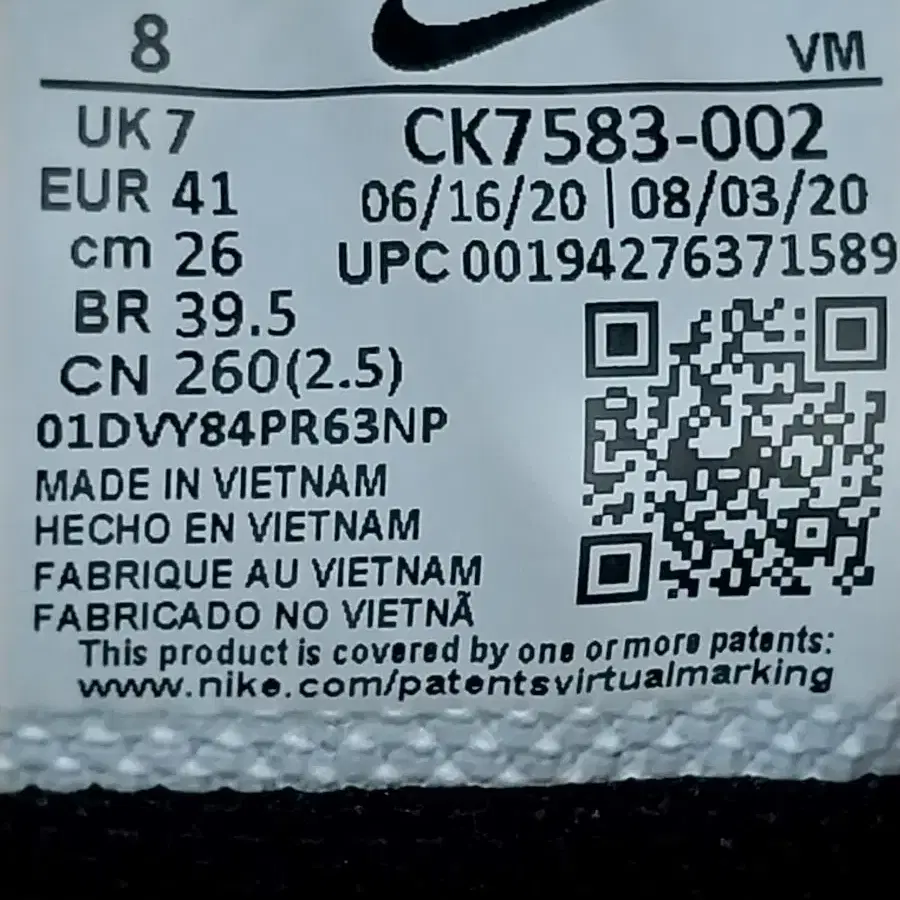 8 VM
UK 7 CK7583-002
EUR 41 06/16/20 | 08/03/20
cm 26 UPC 00194276371589
BR 39.5
CN 260(2.5)
01DVY84PR63NP
MADE IN VIETNAM
HECHO EN VIETNAM
FABRIQUE AU VIETNAM
FABRICADO NO VIETNÃ
This product is covered by one or more patents:
www.nike.com/patentsvirtualmarking